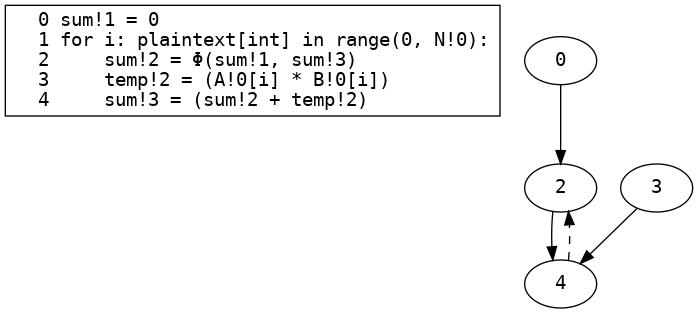 0 sum!1 = 0
1 for i: plaintext[int] in range(0, N!0):
2     sum!2 = Φ(sum!1, sum!3)
3     temp!2 = (A!0[i] * B!0[i])
4     sum!3 = (sum!2 + temp!2)
0
2
3
4